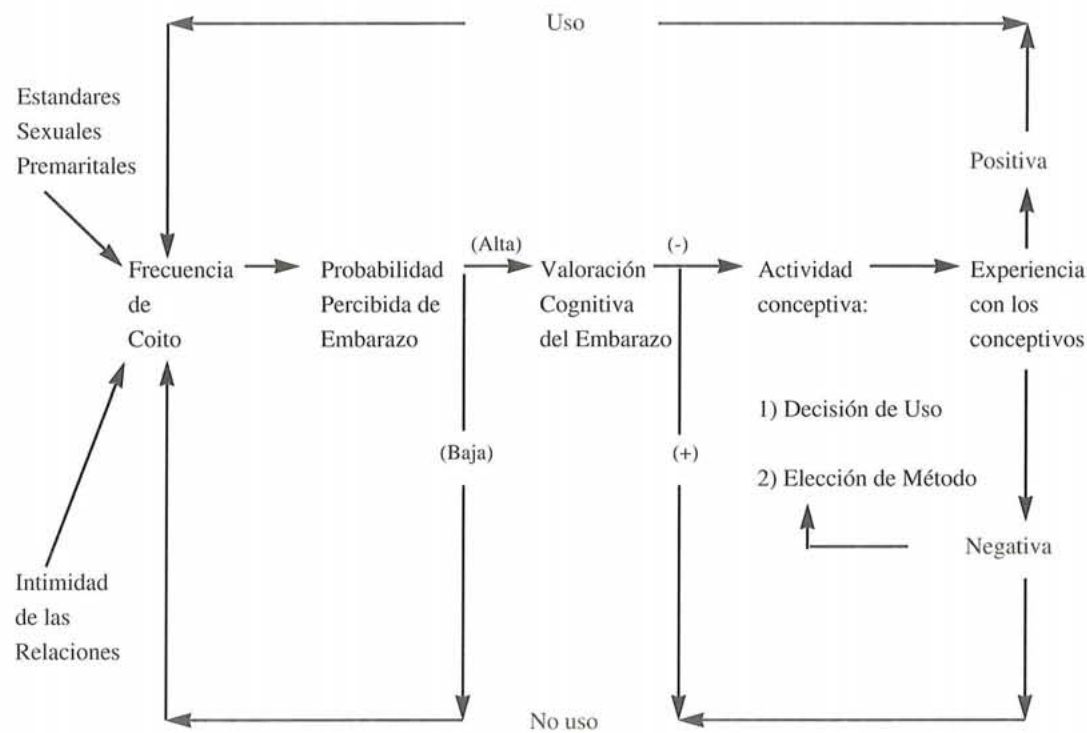 Uso
Estandares
Sexuales
Premaritales
Positiva
(Alta)
(-)
Frecuencia
de
Coito
Probabilidad
Percibida de
Embarazo
Valoración
Cognitiva
del Embarazo
Actividad
conceptiva:
Experiencia
con los
conceptivos
1) Decisión de Uso
(Baja)
(+)
2) Elección de Método
Negativa
Intimidad
de las
Relaciones
No uso